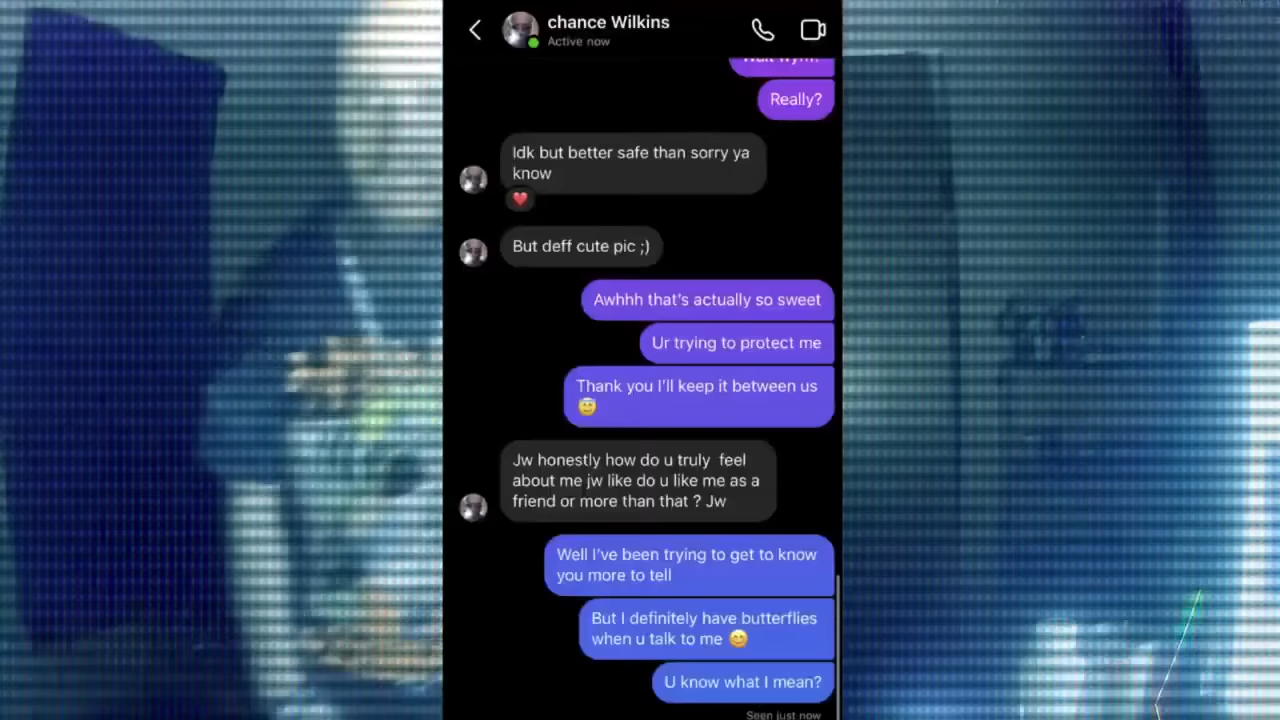 chance Wilkins
Active now
Really?
Idk but better safe than sorry ya
know
But deff cute pic ;)
Awhhh that's actually so sweet
Ur trying to protect me
Thank you I'll keep it between us
😇
Jw honestly how do u truly feel
about me jw like do u like me as a
friend or more than that ? Jw
Well I've been trying to get to know
you more to tell
But I definitely have butterflies
when u talk to me 😊
U know what I mean?
Seen just now